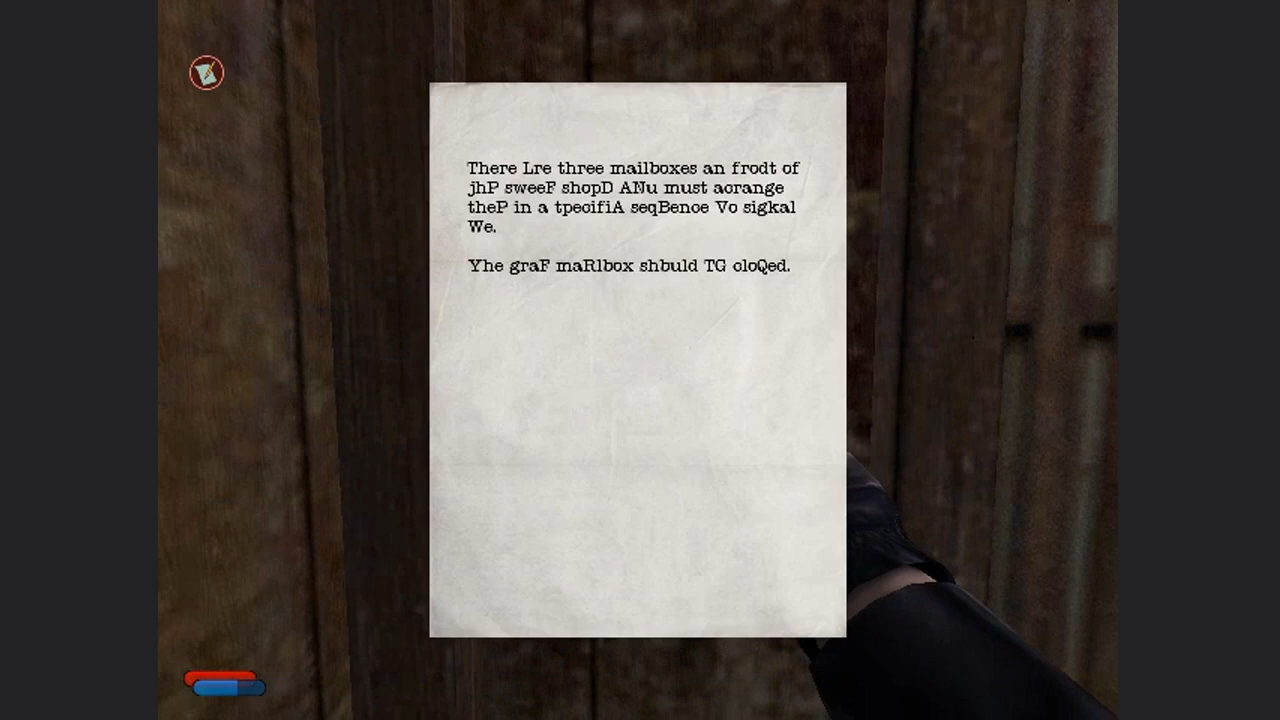 There Lre three mailboxes an frodt of
jhP sweeF shopD ANu must acrange
theP in a tpecifiA seqBence Vo sigkal
We.
Yhe graF maRlbox shbuld TG cloQed.